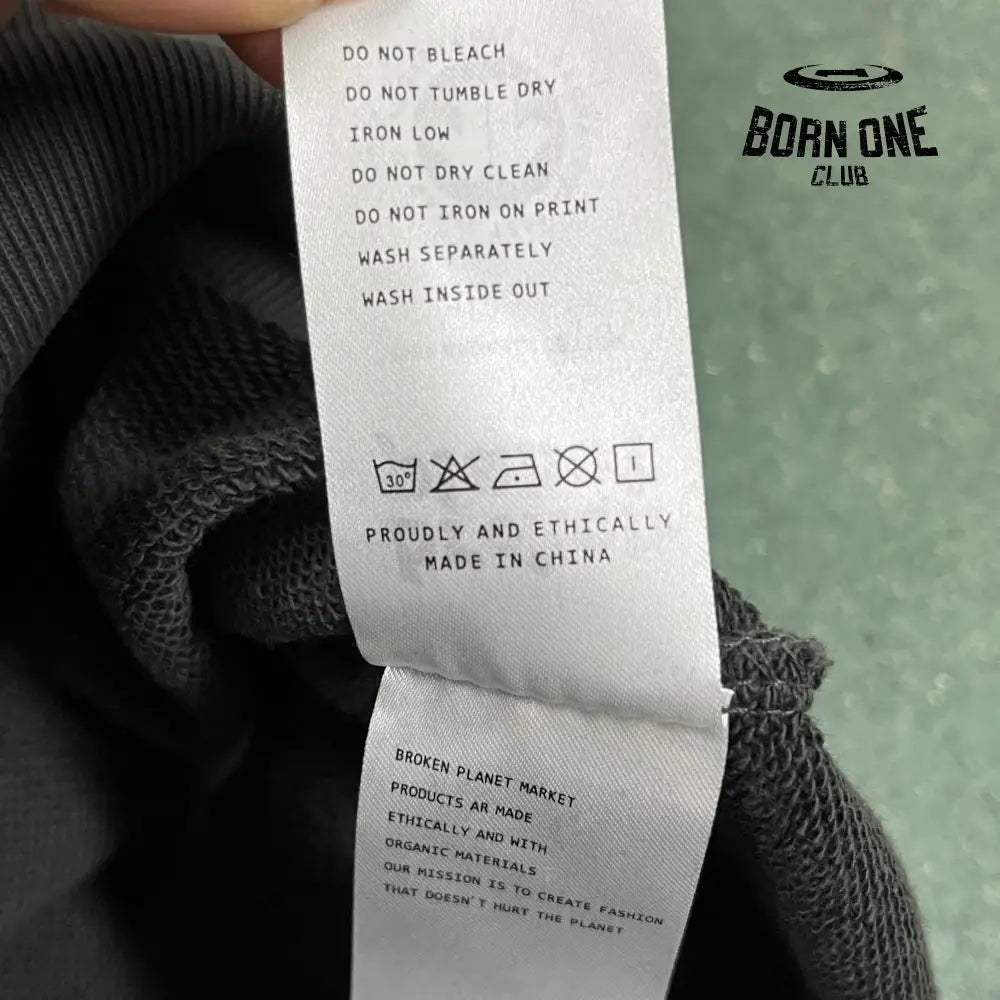 BORN ONE
CLUB
DO NOT BLEACH
DO NOT TUMBLE DRY
IRON LOW
DO NOT DRY CLEAN
DO NOT IRON ON PRINT
WASH SEPARATELY
WASH INSIDE OUT
30°
PROUDLY AND ETHICALLY
MADE IN CHINA
BROKEN PLANET MARKET
PRODUCTS AR MADE
ETHICALLY AND WITH
ORGANIC MATERIALS
OUR MISSION IS TO CREATE FASHION
THAT DOESN'T HURT THE PLANET